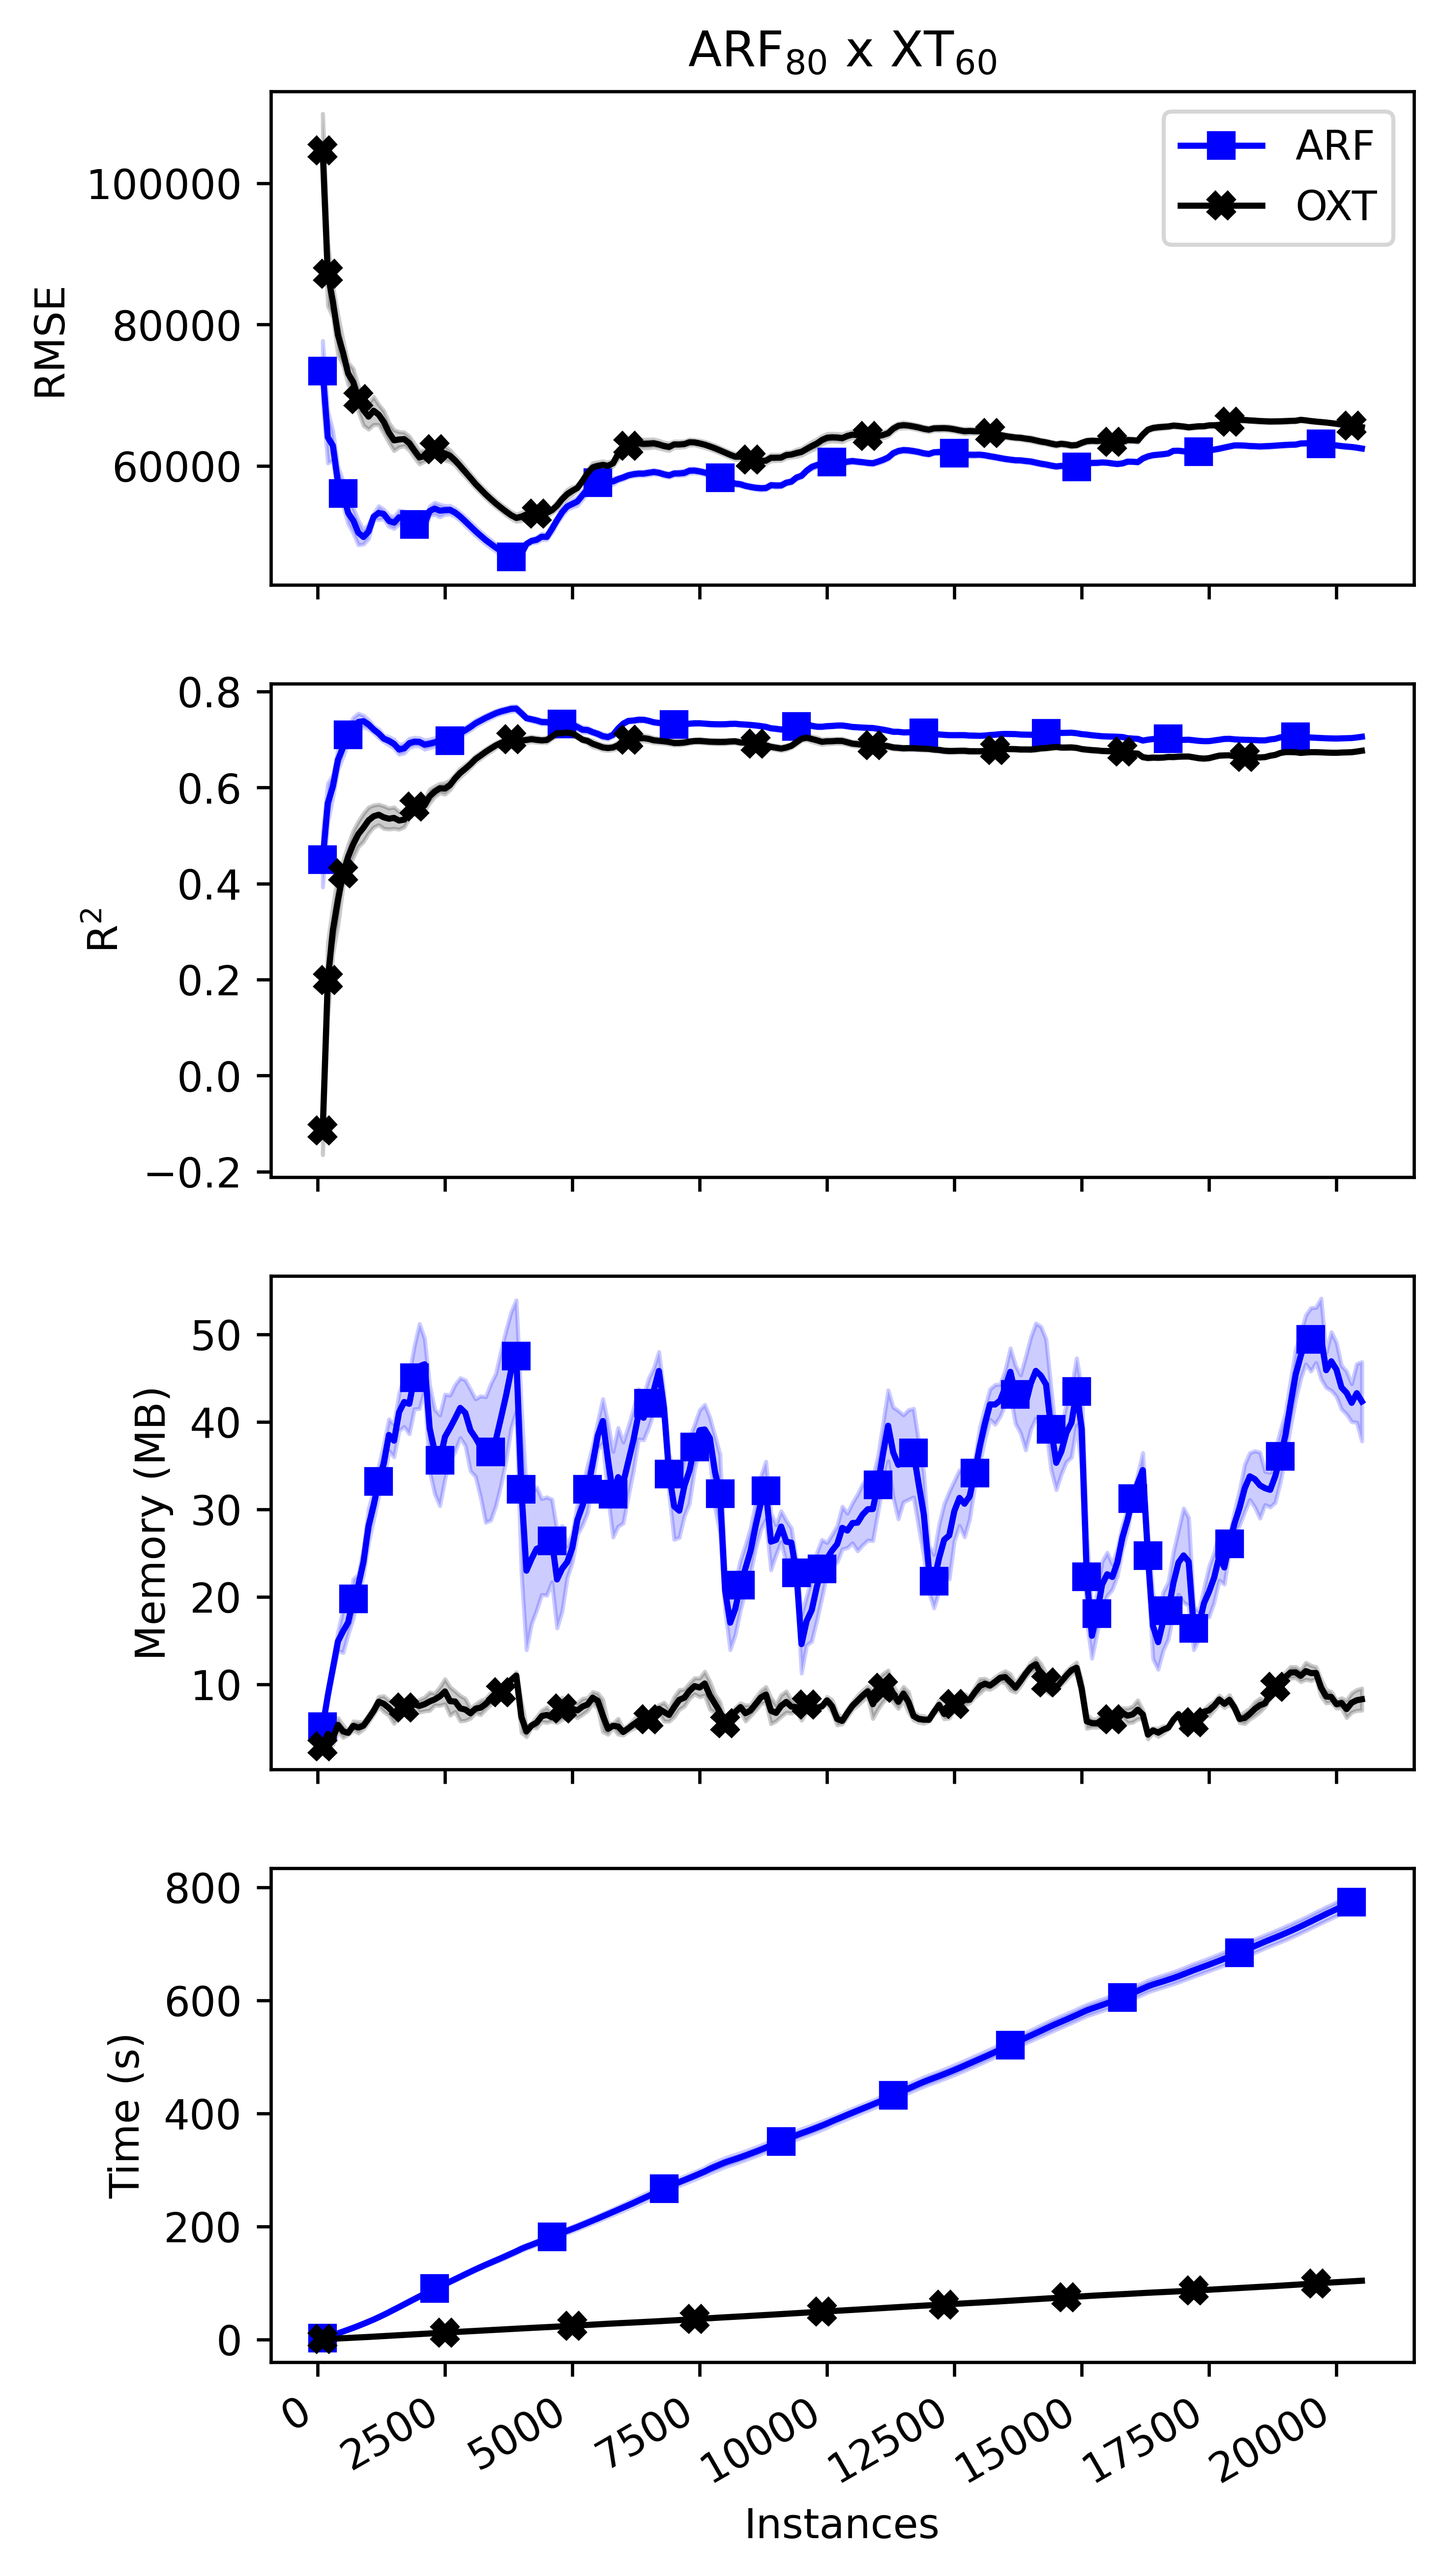 ARF₈₀ x XT₆₀
ARF
OXT
RMSE
100000
80000
60000
R²
0.8
0.6
0.4
0.2
0.0
−0.2
Memory (MB)
50
40
30
20
10
Time (s)
800
600
400
200
0
0 2500 5000 7500 10000 12500 15000 17500 20000
Instances